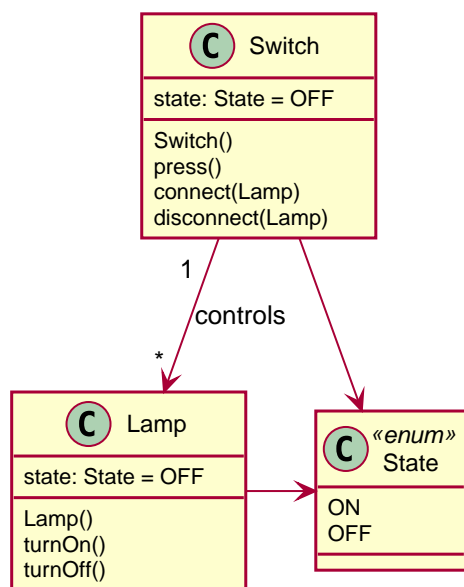 C Switch
state: State = OFF
Switch()
press()
connect(Lamp)
disconnect(Lamp)
1
controls
*
C Lamp
state: State = OFF
Lamp()
turnOn()
turnOff()
C «enum»
State
ON
OFF